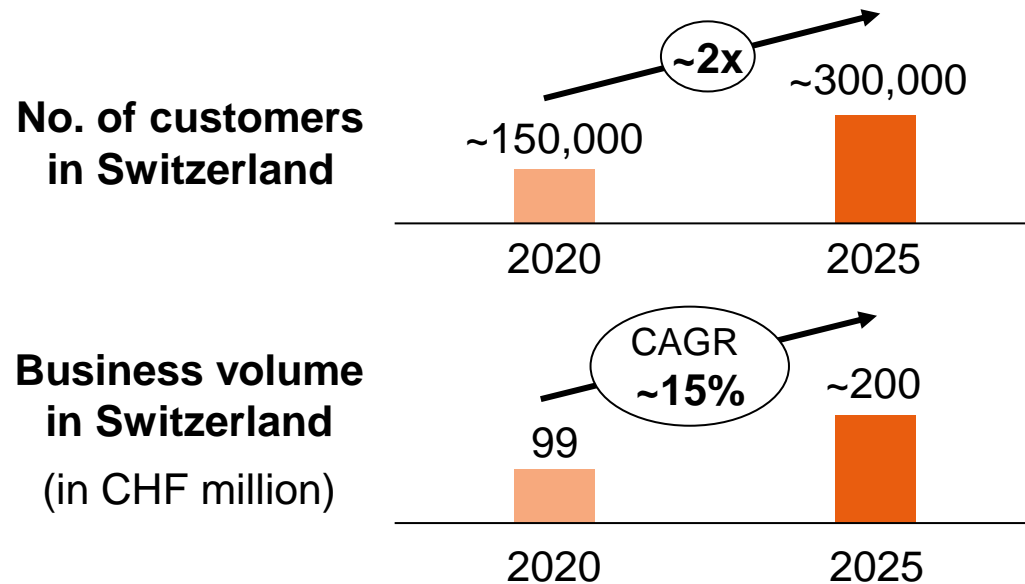 No. of customers
in Switzerland
~2x
~150,000
~300,000
2020
2025
Business volume
in Switzerland
(in CHF million)
CAGR
~15%
99
~200
2020
2025